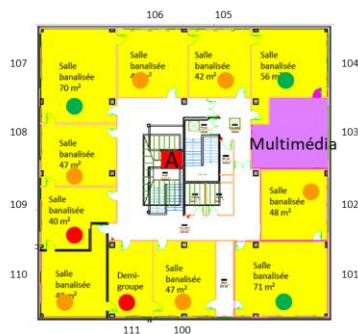 106
105
107
Salle
banalisée
70 m²
Salle
banalisée
Salle
banalisée
42 m²
Salle
banalisée
56 m²
104
108
Salle
banalisée
47 m²
A
Multimédia
103
109
Salle
banalisée
40 m²
Salle
banalisée
48 m²
102
110
Salle
banalisée
Demi-
groupe
Salle
banalisée
47 m²
Salle
banalisée
71 m²
101
111
100